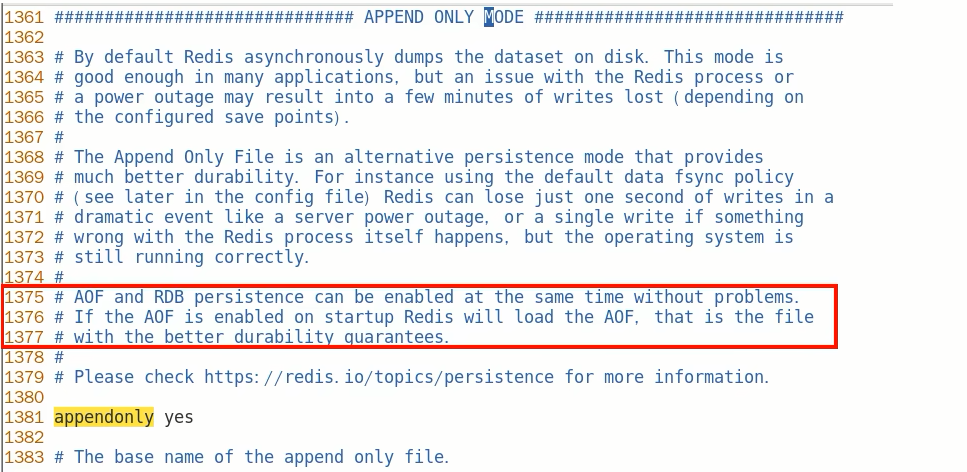 1361 ############################## APPEND ONLY MODE ###############################
1362
1363 # By default Redis asynchronously dumps the dataset on disk. This mode is
1364 # good enough in many applications, but an issue with the Redis process or
1365 # a power outage may result into a few minutes of writes lost (depending on
1366 # the configured save points).
1367 #
1368 # The Append Only File is an alternative persistence mode that provides
1369 # much better durability. For instance using the default data fsync policy
1370 # (see later in the config file) Redis can lose just one second of writes in a
1371 # dramatic event like a server power outage, or a single write if something
1372 # wrong with the Redis process itself happens, but the operating system is
1373 # still running correctly.
1374 #
1375 # AOF and RDB persistence can be enabled at the same time without problems.
1376 # If the AOF is enabled on startup Redis will load the AOF, that is the file
1377 # with the better durability guarantees.
1378 #
1379 # Please check https://redis.io/topics/persistence for more information.
1380
1381 appendonly yes
1382
1383 # The base name of the append only file.